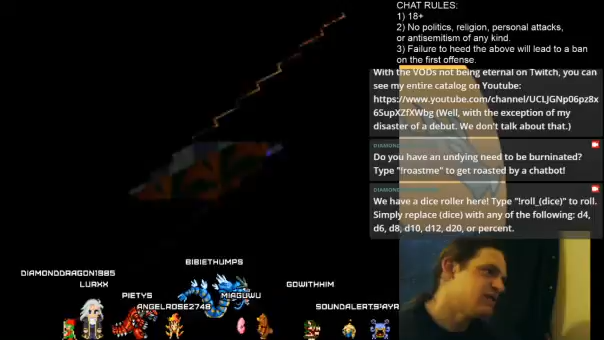 CHAT RULES:
1) 18+
2) No politics, religion, personal attacks,
or antisemitism of any kind.
3) Failure to heed the above will lead to a ban
on the first offense.
With the VODs not being eternal on Twitch, you can
see my entire catalog on Youtube:
https://www.youtube.com/channel/UCLJGNp06pz8x
6SupXZfXWbg (Well, with the exception of my
disaster of a debut. We don't talk about that.)
Do you have an undying need to be burninated?
Type "!roastme" to get roasted by a chatbot!
We have a dice roller here! Type "!roll_(dice)" to roll.
Simply replace (dice) with any of the following: d4,
d6, d8, d10, d12, d20, or percent.
BIBIETHUMPS
DIAMONDDRAGON1985
LURXX
GDWITHHIM
PIETYS
MIAGUWU
ANGELROSE2748